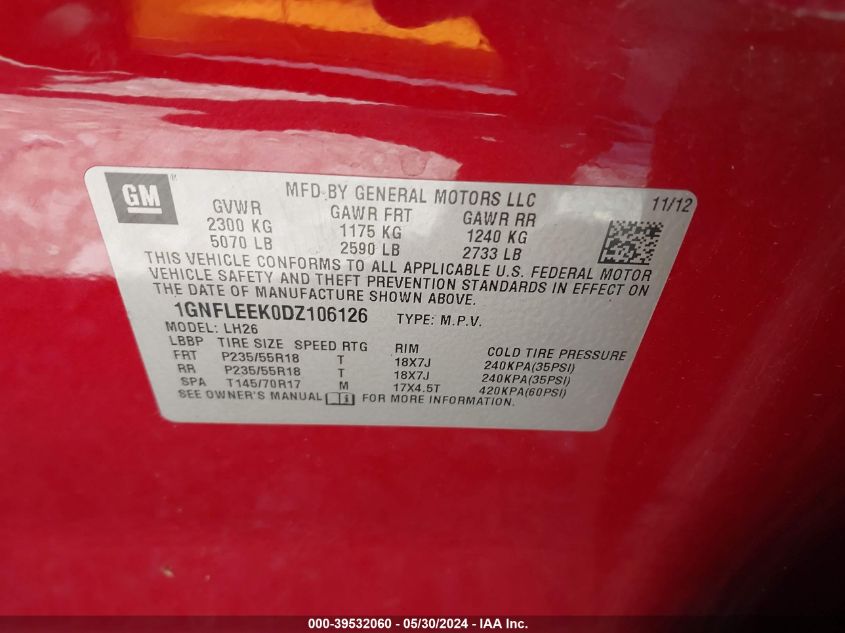 GM ®
MFD BY GENERAL MOTORS LLC 11/12
GVWR GAWR FRT GAWR RR
2300 KG 1175 KG 1240 KG
5070 LB 2590 LB 2733 LB
THIS VEHICLE CONFORMS TO ALL APPLICABLE U.S. FEDERAL MOTOR
VEHICLE SAFETY AND THEFT PREVENTION STANDARDS IN EFFECT ON
THE DATE OF MANUFACTURE SHOWN ABOVE.
1GNFLEEK0DZ106126 TYPE: M.P.V.
MODEL: LH26
LBBP TIRE SIZE SPEED RTG RIM COLD TIRE PRESSURE
FRT P235/55R18 T 18X7J 240KPA(35PSI)
RR P235/55R18 T 18X7J 240KPA(35PSI)
SPA T145/70R17 M 17X4.5T 420KPA(60PSI)
SEE OWNER'S MANUAL i FOR MORE INFORMATION.
000-39532060 - 05/30/2024 - IAA Inc.